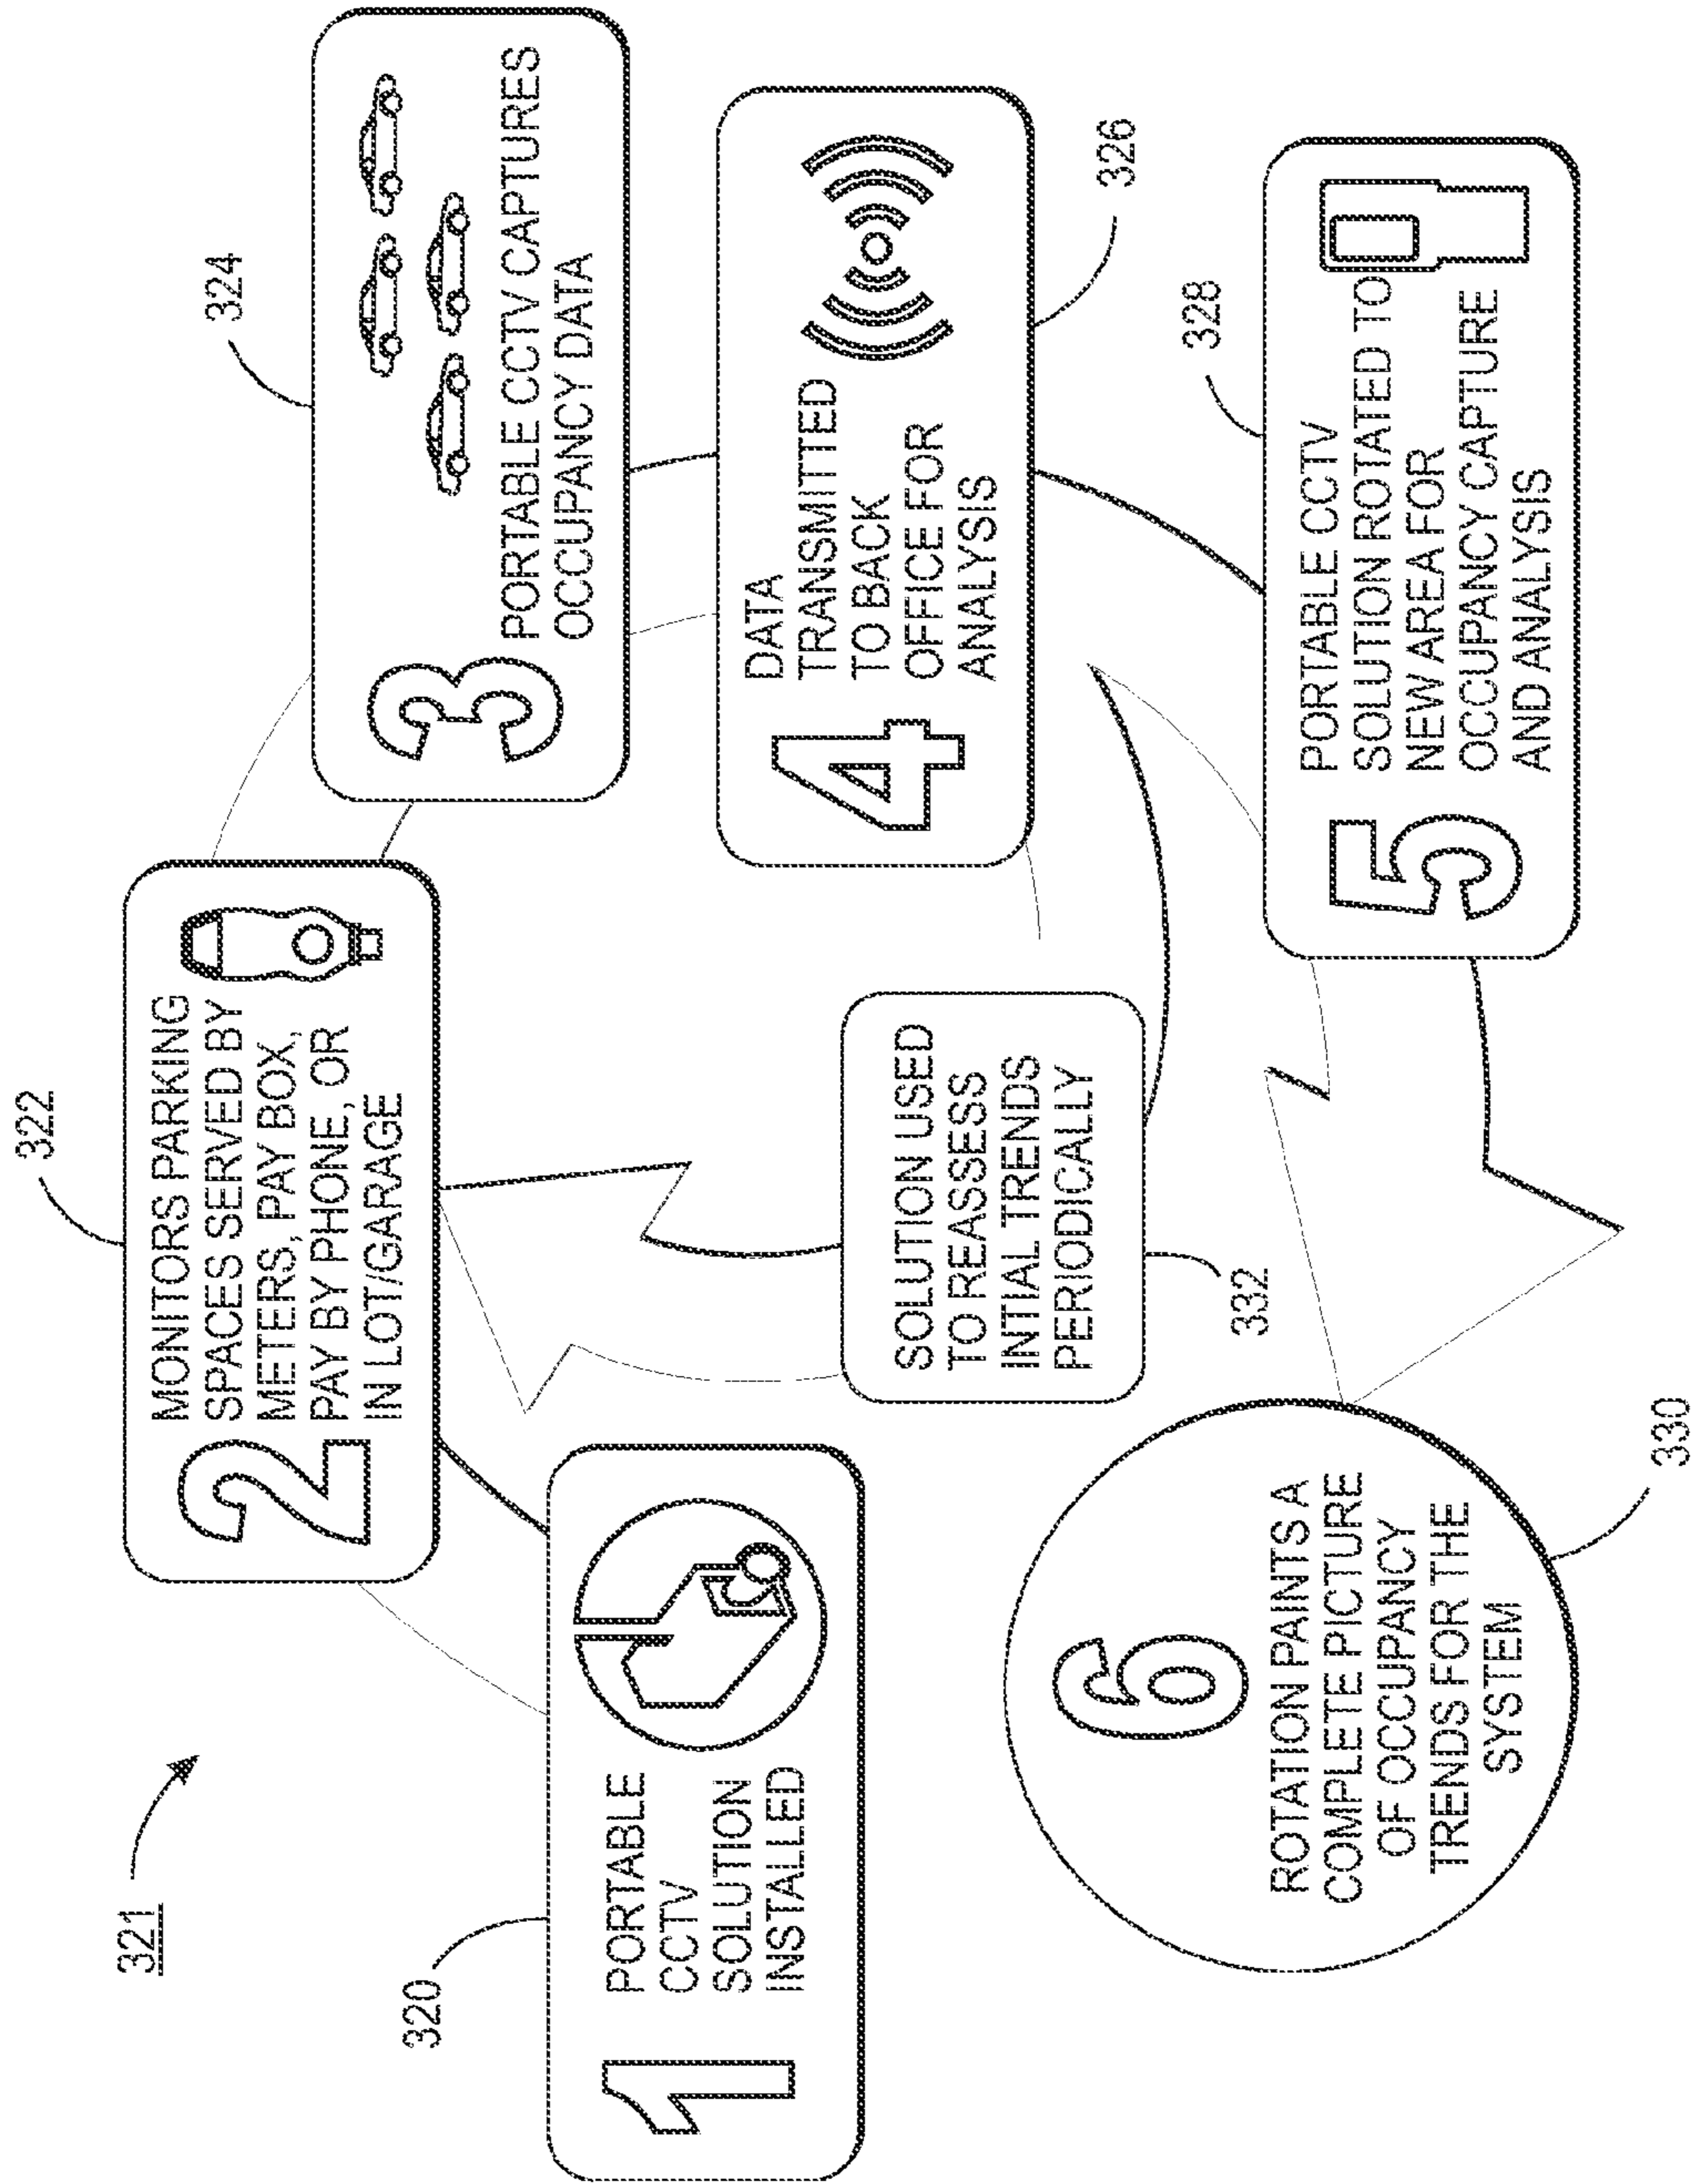 321
320
1
PORTABLE
CCTV
SOLUTION
INSTALLED
322
2
MONITORS PARKING
SPACES SERVED BY
METERS, PAY BOX,
PAY BY PHONE, OR
IN LOT/GARAGE
324
3
PORTABLE CCTV CAPTURES
OCCUPANCY DATA
4
DATA
TRANSMITTED
TO BACK
OFFICE FOR
ANALYSIS
326
328
5
PORTABLE CCTV
SOLUTION ROTATED TO
NEW AREA FOR
OCCUPANCY CAPTURE
AND ANALYSIS
6
ROTATION PAINTS A
COMPLETE PICTURE
OF OCCUPANCY
TRENDS FOR THE
SYSTEM
330
SOLUTION USED
TO REASSESS
INTIAL TRENDS
PERIODICALLY
332